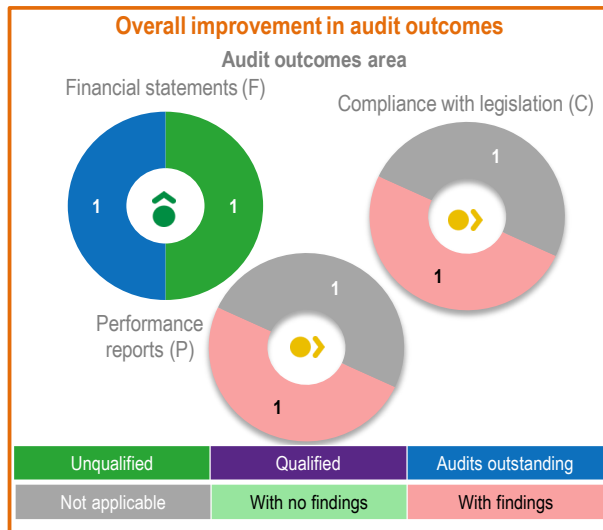 Overall improvement in audit outcomes
Audit outcomes area
Financial statements (F)
Compliance with legislation (C)
1
1
1
1
Performance
reports (P)
1
1
Unqualified
Qualified
Audits outstanding
Not applicable
With no findings
With findings